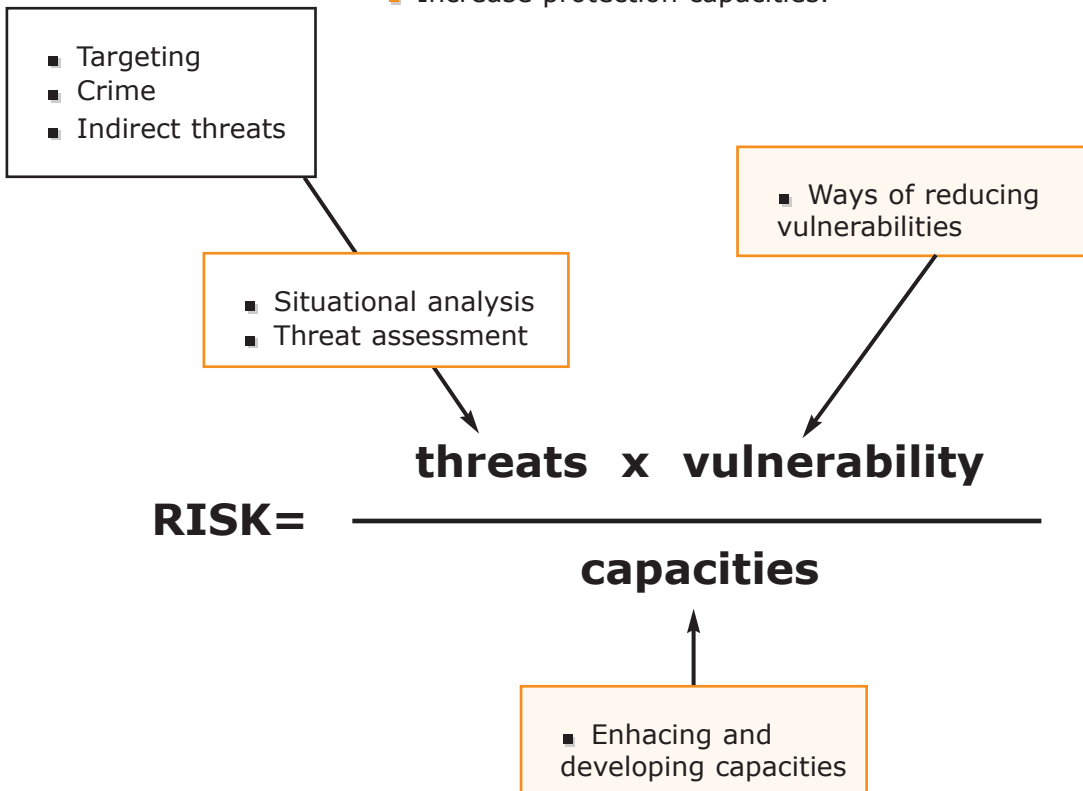 Increase protection capacities.
Targeting
Crime
Indirect threats
Ways of reducing
vulnerabilities
Situational analysis
Threat assessment
threats x vulnerability
RISK=
capacities
Enhacing and
developing capacities